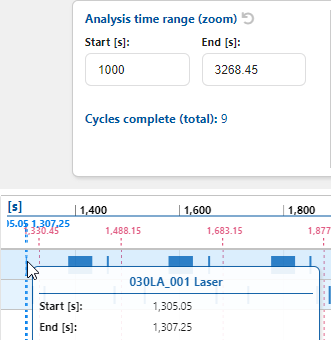 Analysis time range (zoom)
Start [s]: End [s]:
1000 3268.45
Cycles complete (total): 9
[s] 1,400 1,600 1,800
05.05 1,307.25
1,330.45 1,488.15 1,683.15 1,877
030LA_001 Laser
Start [s]: 1,305.05
End [s]: 1,307.25